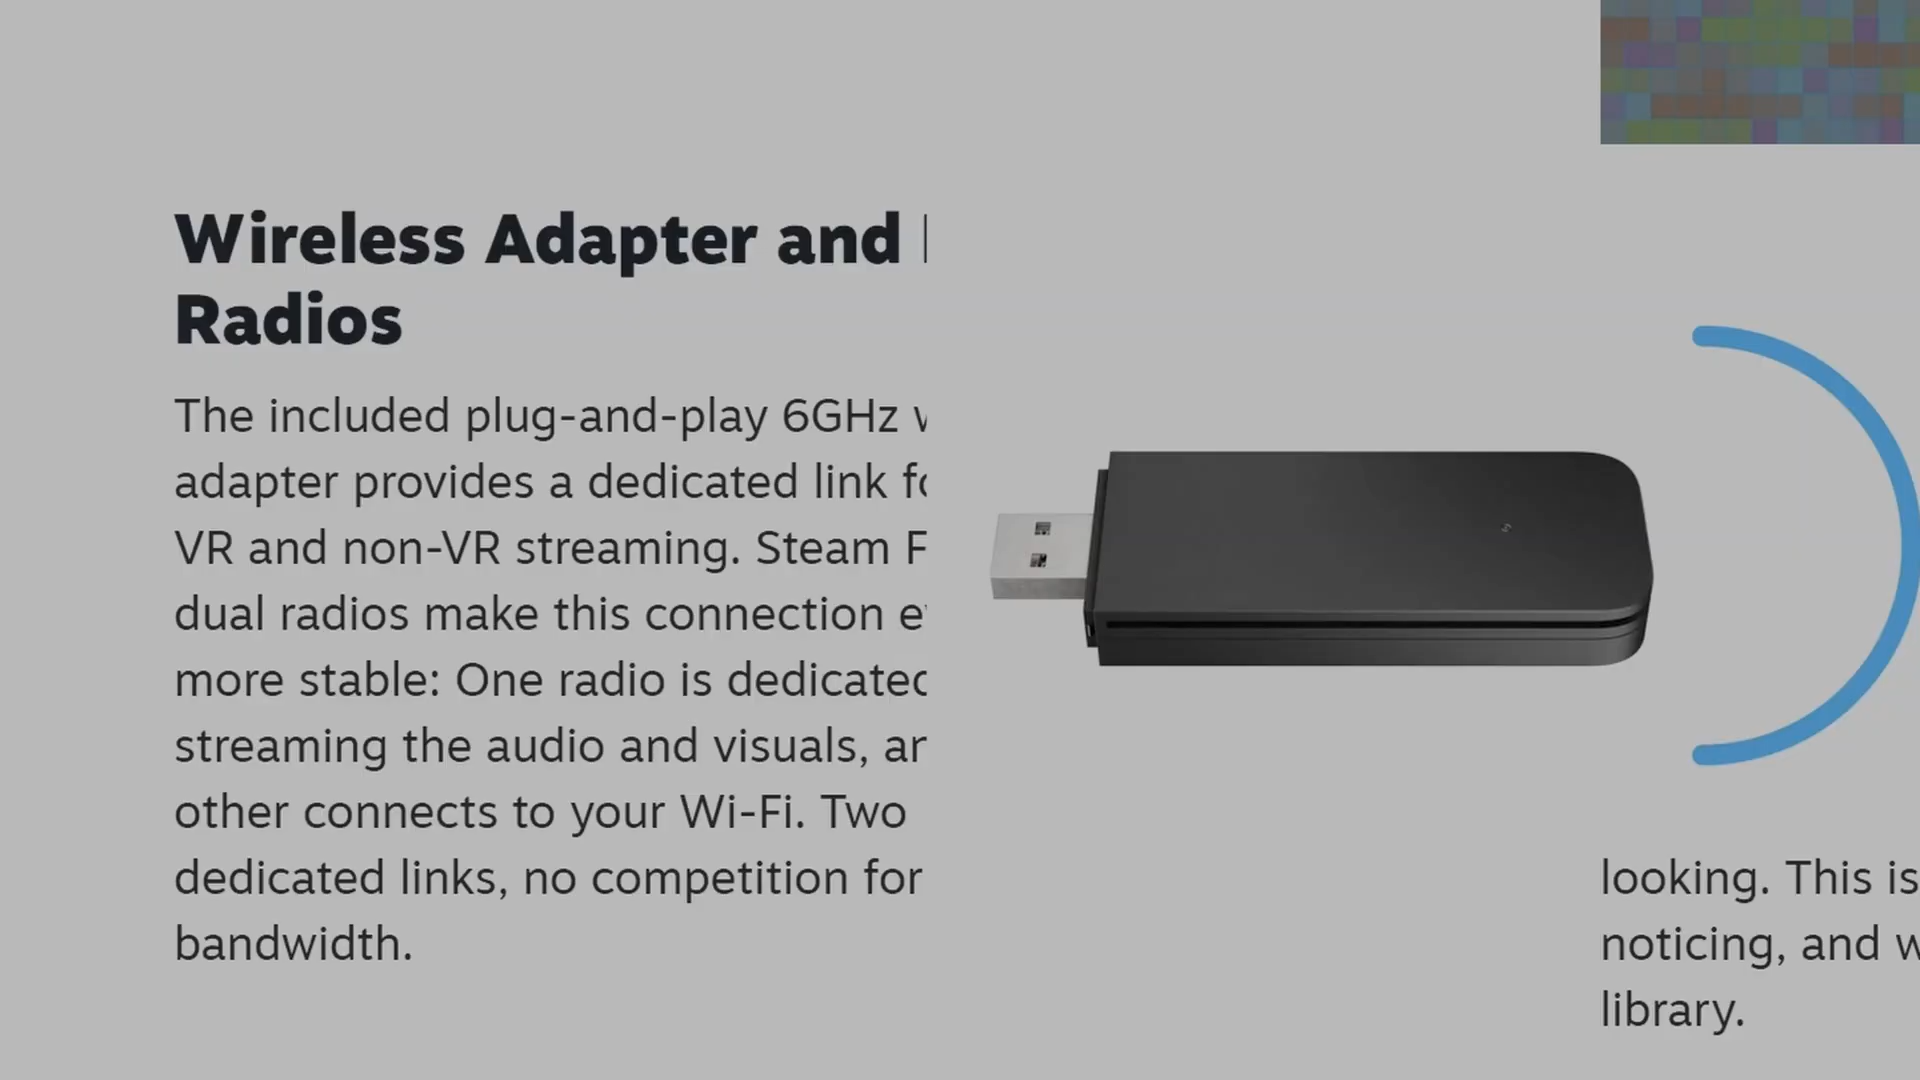 Wireless Adapter and
Radios
The included plug-and-play 6GHz
adapter provides a dedicated link
VR and non-VR streaming. Steam
dual radios make this connection
more stable: One radio is dedicated
streaming the audio and visuals,
other connects to your Wi-Fi. Two
dedicated links, no competition for
bandwidth.
looking. This is
noticing, and
library.